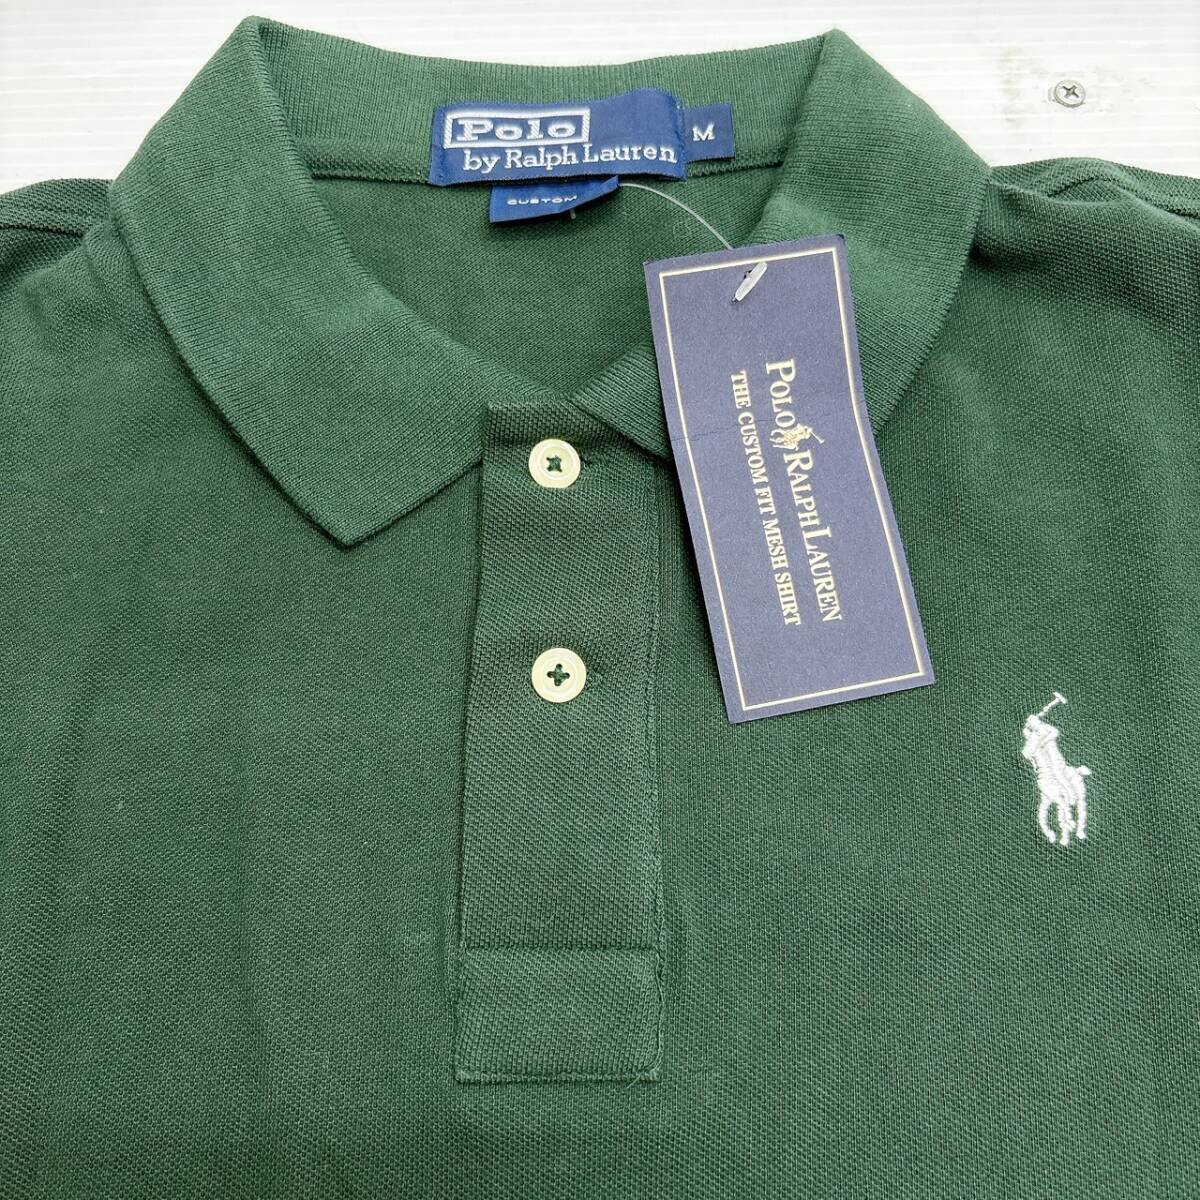 Polo
by Ralph Lauren
M
CUSTOM
POLO RALPH LAUREN
THE CUSTOM FIT MESH SHIRT